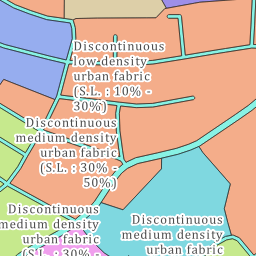 Discontinuous
low density
urban fabric
(S.L. : 10% -
30%)
Discontinuous
medium density
urban fabric
(S.L. : 30% -
50%)
Discontinuous
medium density
urban fabric
(S.L. : 30% -
Discontinuous
medium density
urban fabric